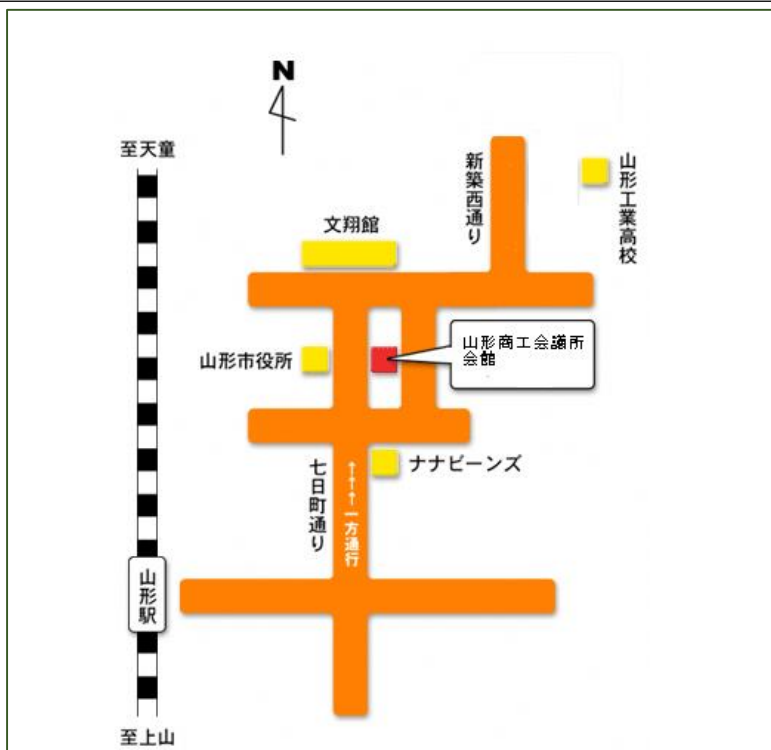 N
至天童
新築西通り
山形工業高校
文翔館
山形市役所
山形商工会議所
会館
ナナビーンズ
七日町通り
↑↑↑一方通行
山形駅
至上山